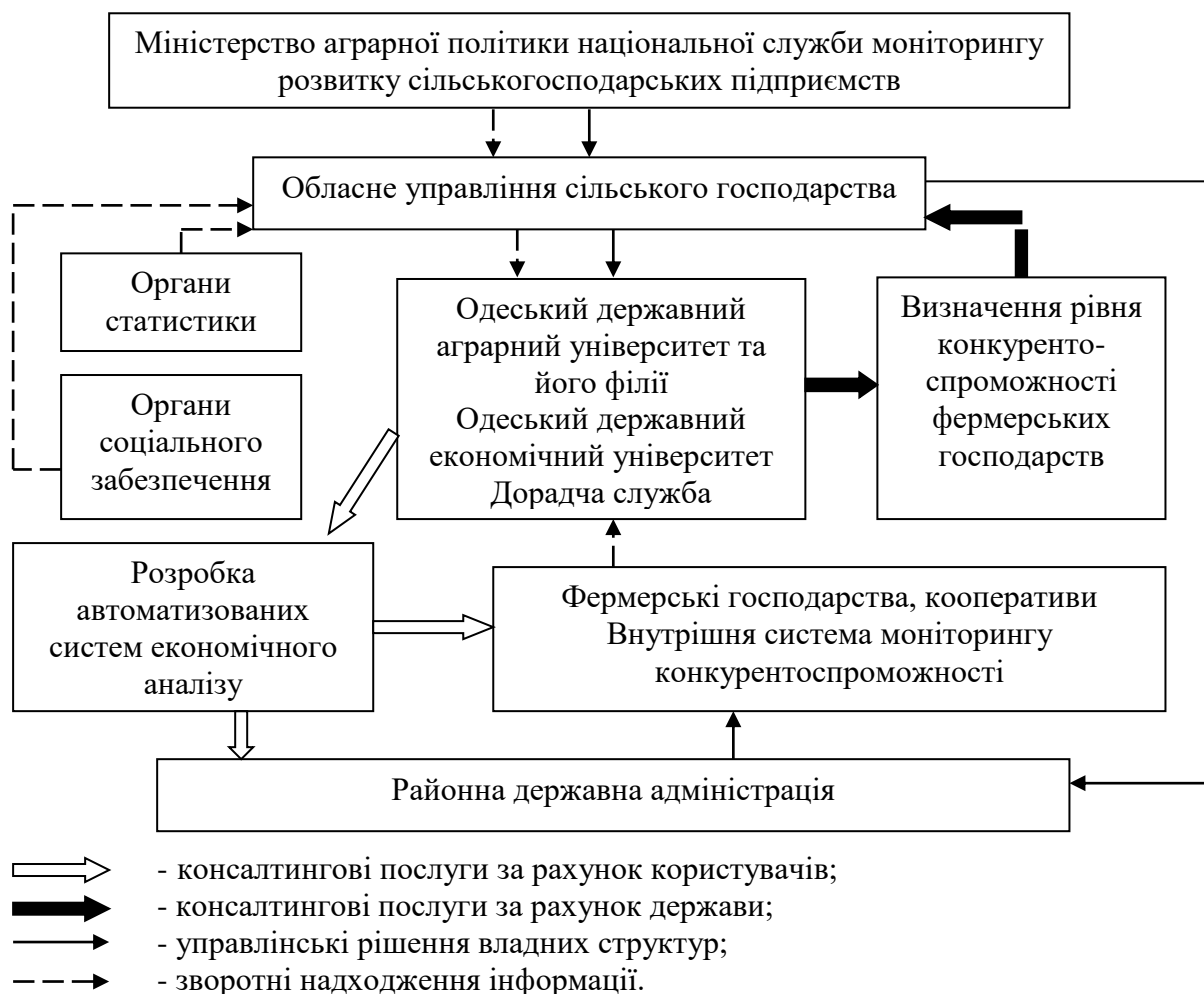 Міністерство аграрної політики національної служби моніторингу
розвитку сільськогосподарських підприємств
Обласне управління сільського господарства
Органи
статистики
Органи
соціального
забезпечення
Одеський державний
аграрний університет та
його філії
Одеський державний
економічний університет
Дорадча служба
Визначення рівня
конкуренто-
спроможності
фермерських
господарств
Розробка
автоматизованих
систем економічного
аналізу
Фермерські господарства, кооперативи
Внутрішня система моніторингу
конкурентоспроможності
Районна державна адміністрація
- консалтингові послуги за рахунок користувачів;
- консалтингові послуги за рахунок держави;
- управлінські рішення владних структур;
- зворотні надходження інформації.